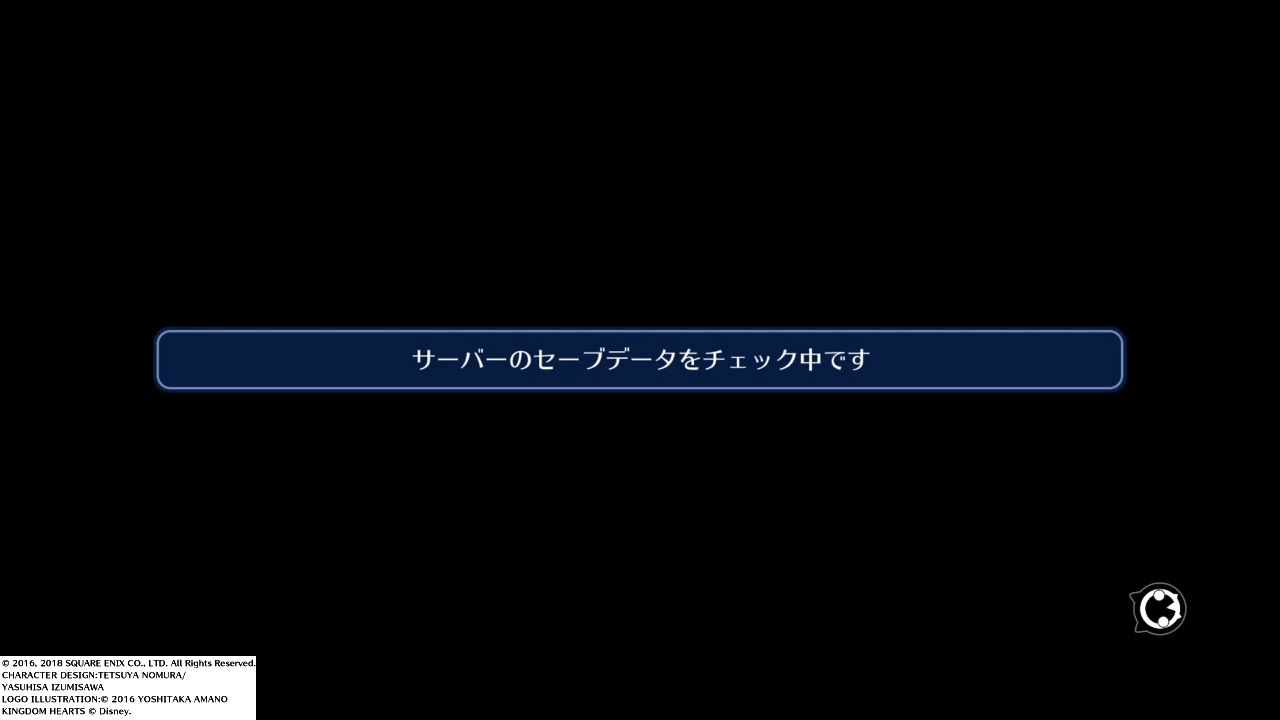 サーバーのセーブデータをチェック中です
© 2016, 2018 SQUARE ENIX CO., LTD. All Rights Reserved.
CHARACTER DESIGN:TETSUYA NOMURA/
YASUHISA IZUMISAWA
LOGO ILLUSTRATION:© 2016 YOSHITAKA AMANO
KINGDOM HEARTS © Disney.